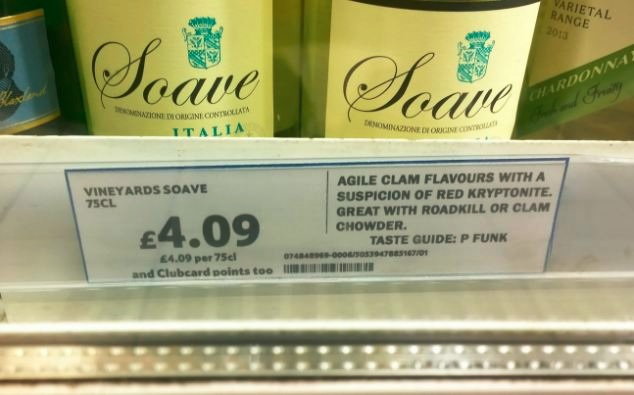 Soave
DENOMINAZIONE DI ORIGINE CONTROLLATA
ITALIA
Soave
DENOMINAZIONE DI ORIGINE CONTROLLATA
VARIETAL
RANGE
2013
CHARDONNAY
Fresh and Fruity
VINEYARDS SOAVE
75CL
£4.09
£4.09 per 75cl
and Clubcard points too
AGILE CLAM FLAVOURS WITH A
SUSPICION OF RED KRYPTONITE.
GREAT WITH ROADKILL OR CLAM
CHOWDER.
TASTE GUIDE: P FUNK
074848969-0006/5053947885167/01